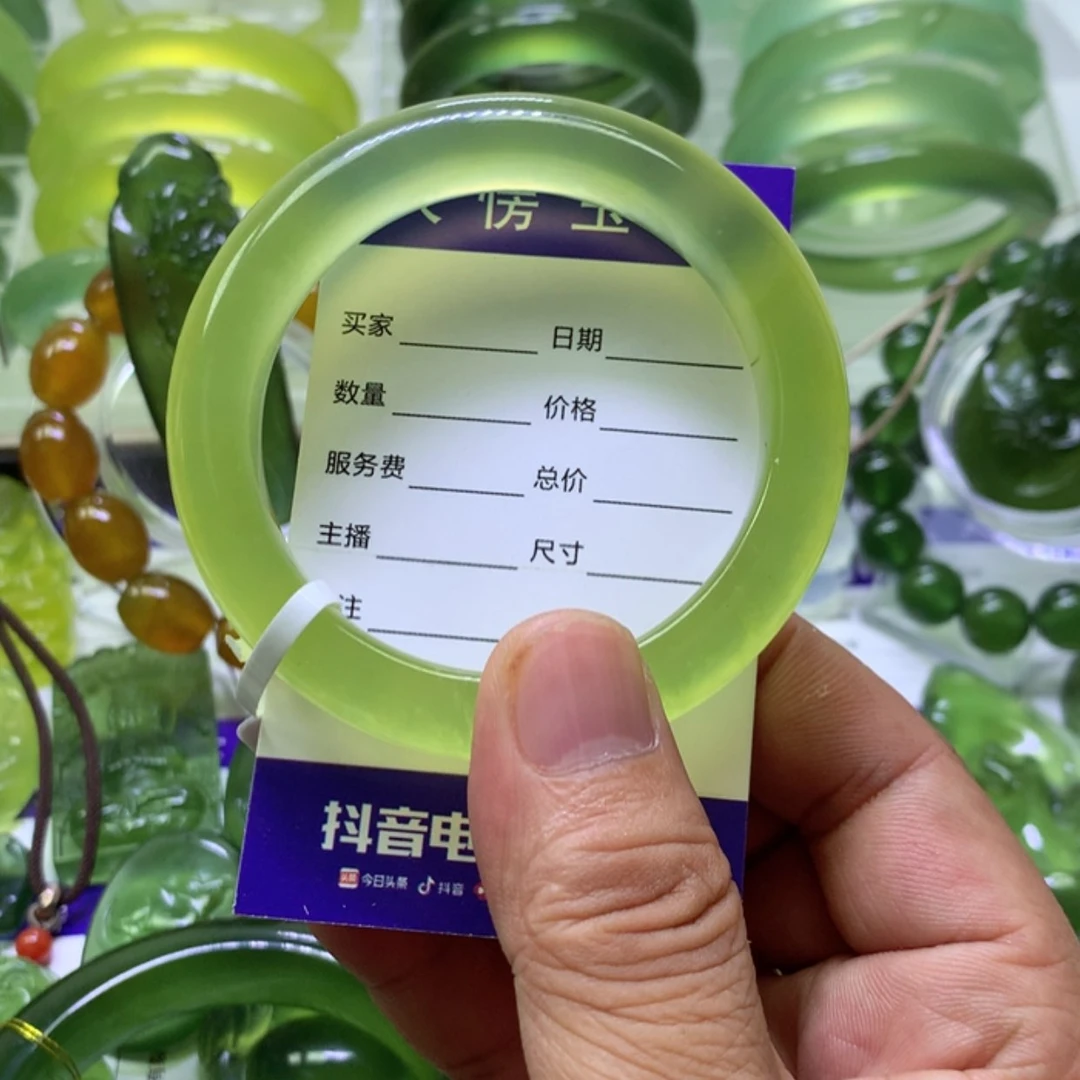 愣玉
买家 日期
数量 价格
服务费 总价
主播 尺寸
注
抖音电
今日头条 抖音